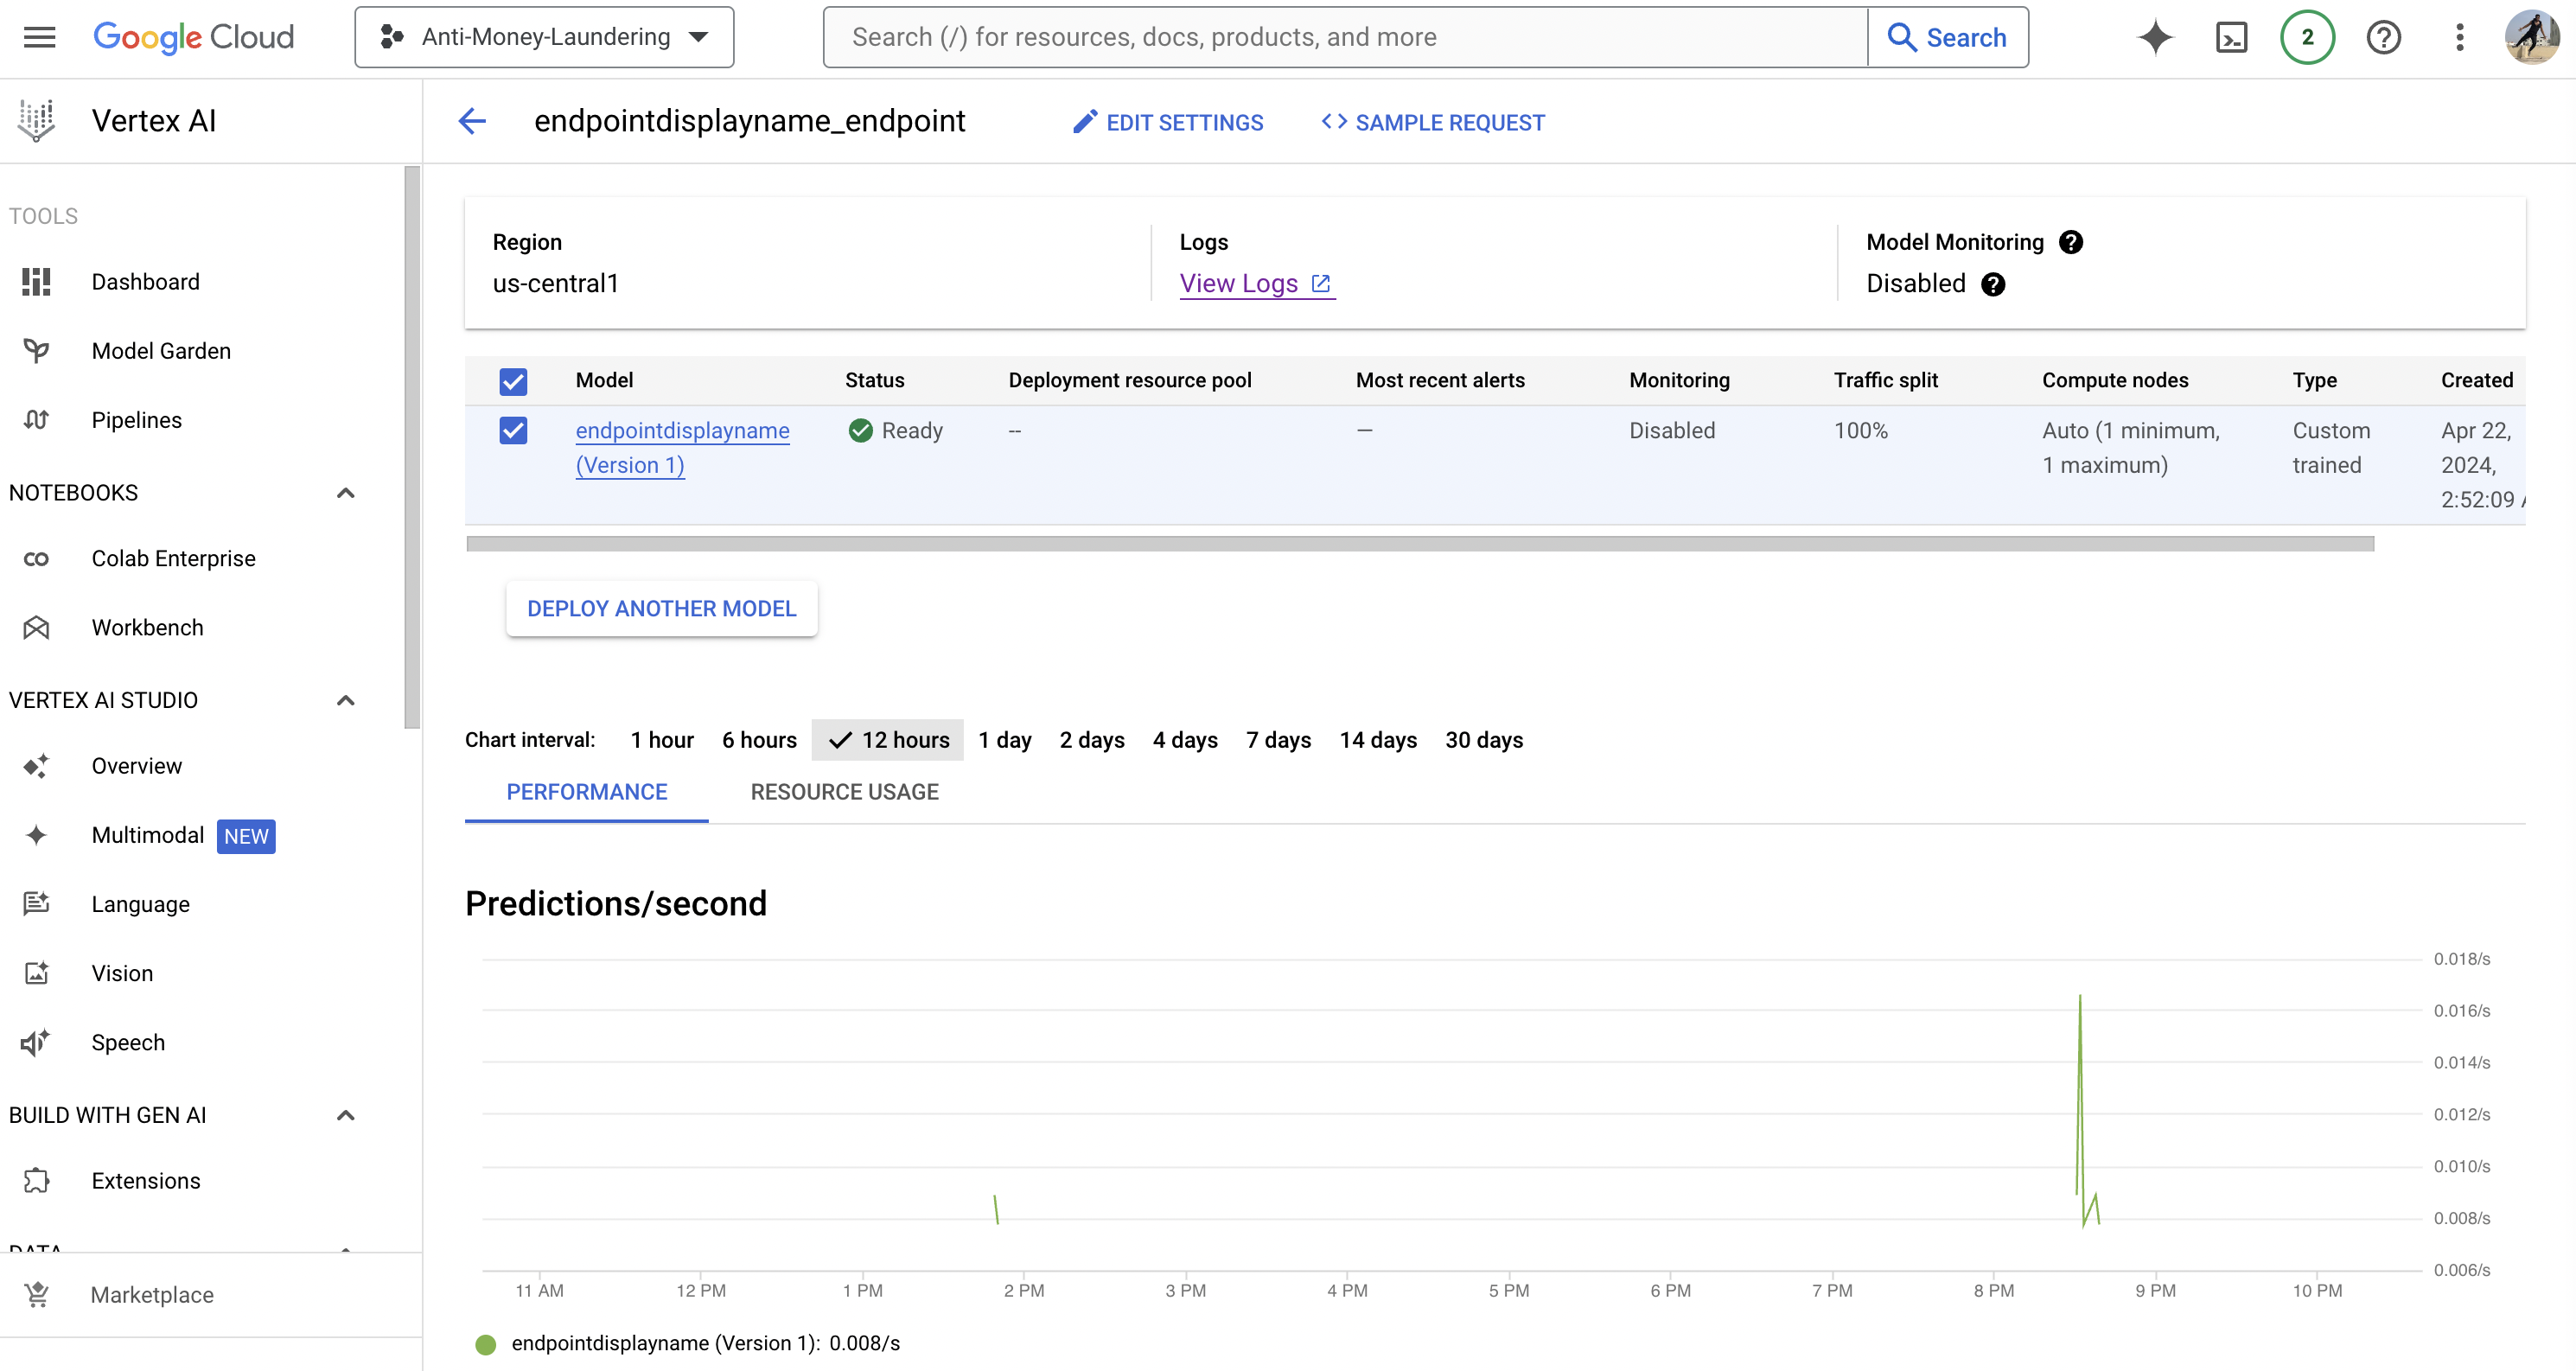 Google Cloud
Anti-Money-Laundering
Search (/) for resources, docs, products, and more
Search
2
Vertex AI
endpointdisplayname_endpoint
EDIT SETTINGS
SAMPLE REQUEST
TOOLS
Dashboard
Model Garden
Pipelines
NOTEBOOKS
Colab Enterprise
Workbench
VERTEX AI STUDIO
Overview
Multimodal NEW
Language
Vision
Speech
BUILD WITH GEN AI
Extensions
DATA
Marketplace
Region
us-central1
Logs
View Logs
Model Monitoring
Disabled
Model Status Deployment resource pool Most recent alerts Monitoring Traffic split Compute nodes Type Created
endpointdisplayname Ready -- — Disabled 100% Auto (1 minimum, Custom Apr 22,
(Version 1) 1 maximum) trained 2024,
2:52:09
DEPLOY ANOTHER MODEL
Chart interval: 1 hour 6 hours 12 hours 1 day 2 days 4 days 7 days 14 days 30 days
PERFORMANCE RESOURCE USAGE
Predictions/second
0.018/s
0.016/s
0.014/s
0.012/s
0.010/s
0.008/s
0.006/s
11 AM 12 PM 1 PM 2 PM 3 PM 4 PM 5 PM 6 PM 7 PM 8 PM 9 PM 10 PM
endpointdisplayname (Version 1): 0.008/s